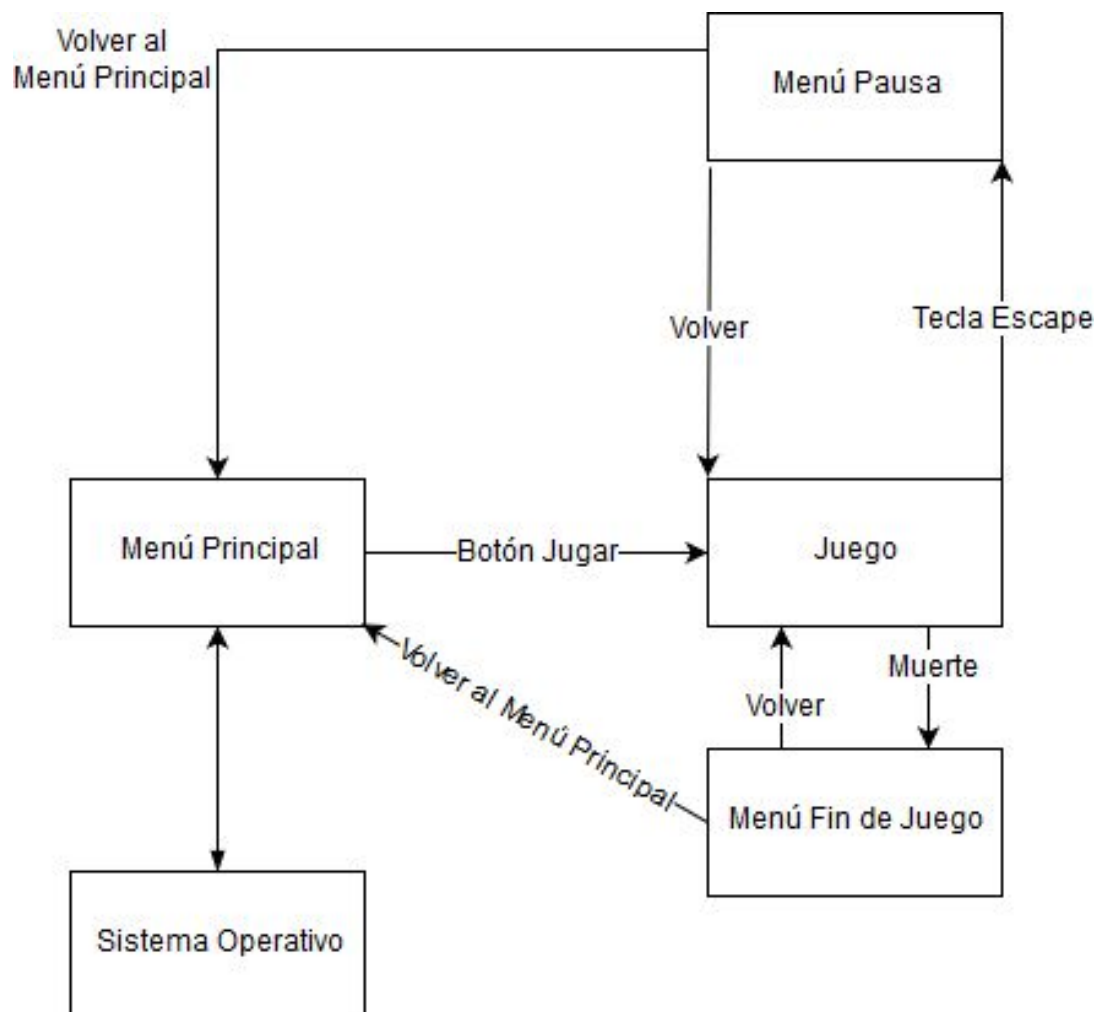 Volver al
Menú Principal
Menú Pausa
Volver
Tecla Escape
Menú Principal
Botón Jugar
Juego
Volver al Menú Principal
Muerte
Volver
Menú Fin de Juego
Sistema Operativo